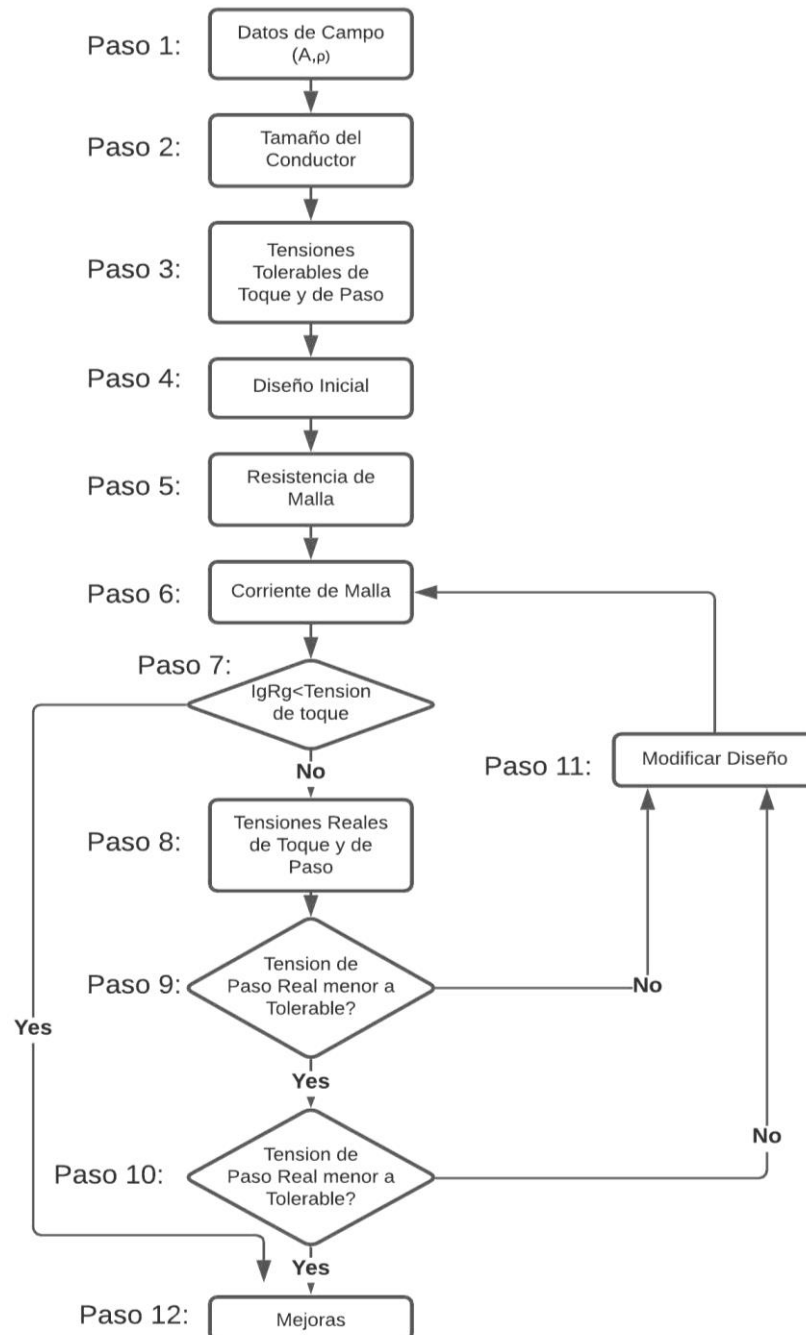 Paso 1:
Datos de Campo
(A,ρ)
Paso 2:
Tamaño del
Conductor
Paso 3:
Tensiones
Tolerables de
Toque y de Paso
Paso 4:
Diseño Inicial
Paso 5:
Resistencia de
Malla
Paso 6:
Corriente de Malla
Paso 7:
IgRg<Tension
de toque
No
Paso 8:
Tensiones Reales
de Toque y de
Paso
Paso 9:
Tension de
Paso Real menor a
Tolerable?
No
Yes
Yes
Paso 10:
Tension de
Paso Real menor a
Tolerable?
No
Yes
Paso 11:
Modificar Diseño
Paso 12:
Mejoras